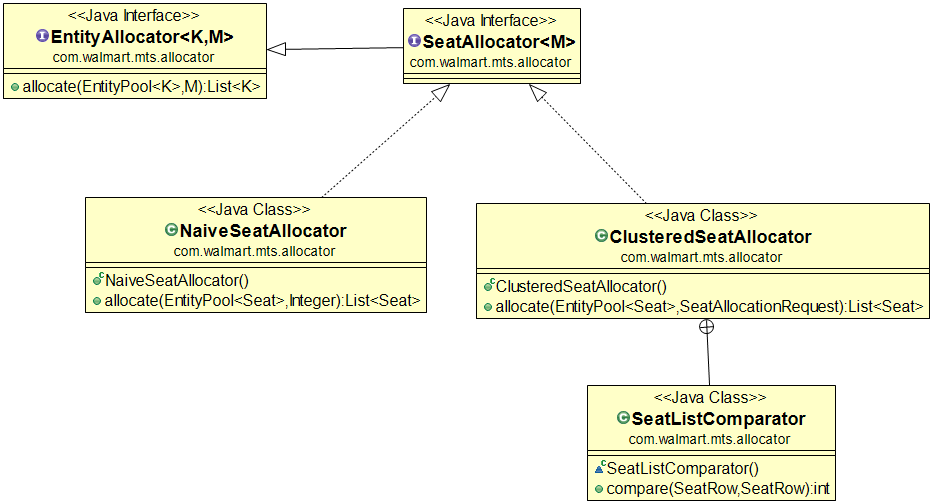 <<Java Interface>>
EntityAllocator<K,M>
com.walmart.mts.allocator
allocate(EntityPool<K>,M):List<K>
<<Java Interface>>
SeatAllocator<M>
com.walmart.mts.allocator
<<Java Class>>
NaiveSeatAllocator
com.walmart.mts.allocator
NaiveSeatAllocator()
allocate(EntityPool<Seat>,Integer):List<Seat>
<<Java Class>>
ClusteredSeatAllocator
com.walmart.mts.allocator
ClusteredSeatAllocator()
allocate(EntityPool<Seat>,SeatAllocationRequest):List<Seat>
<<Java Class>>
SeatListComparator
com.walmart.mts.allocator
SeatListComparator()
compare(SeatRow,SeatRow):int